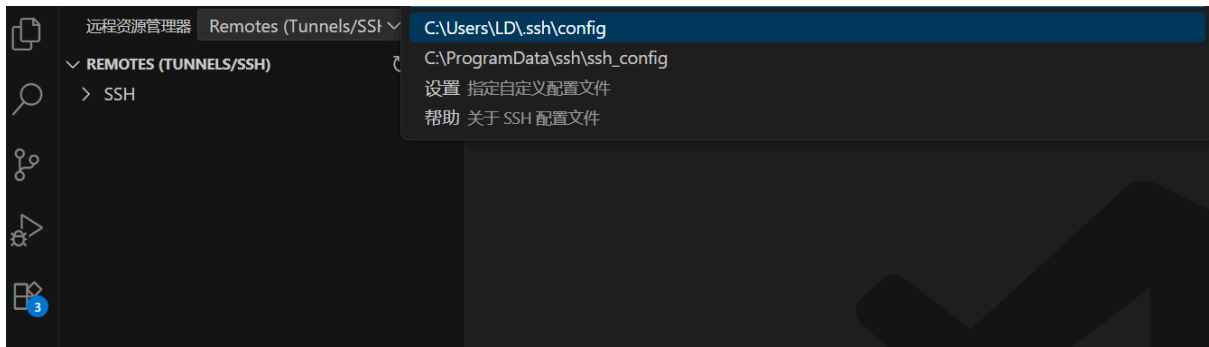 远程资源管理器 Remotes (Tunnels/SSH
REMOTES (TUNNELS/SSH)
SSH
C:\Users\LD\.ssh\config
C:\ProgramData\ssh\ssh_config
设置 指定自定义配置文件
帮助 关于 SSH 配置文件
3